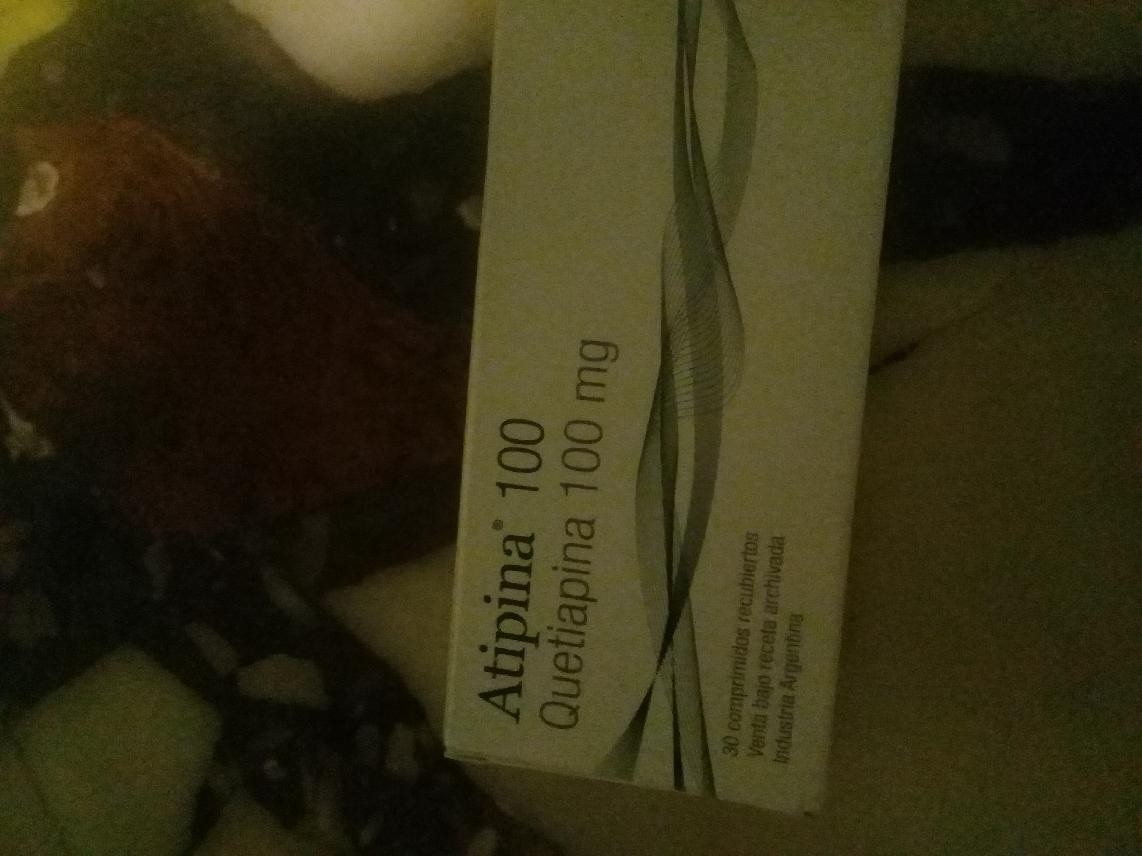 Atipina® 100
Quetiapina 100 mg
30 comprimidos recubiertos
Venta bajo receta archivada
Industria Argentina